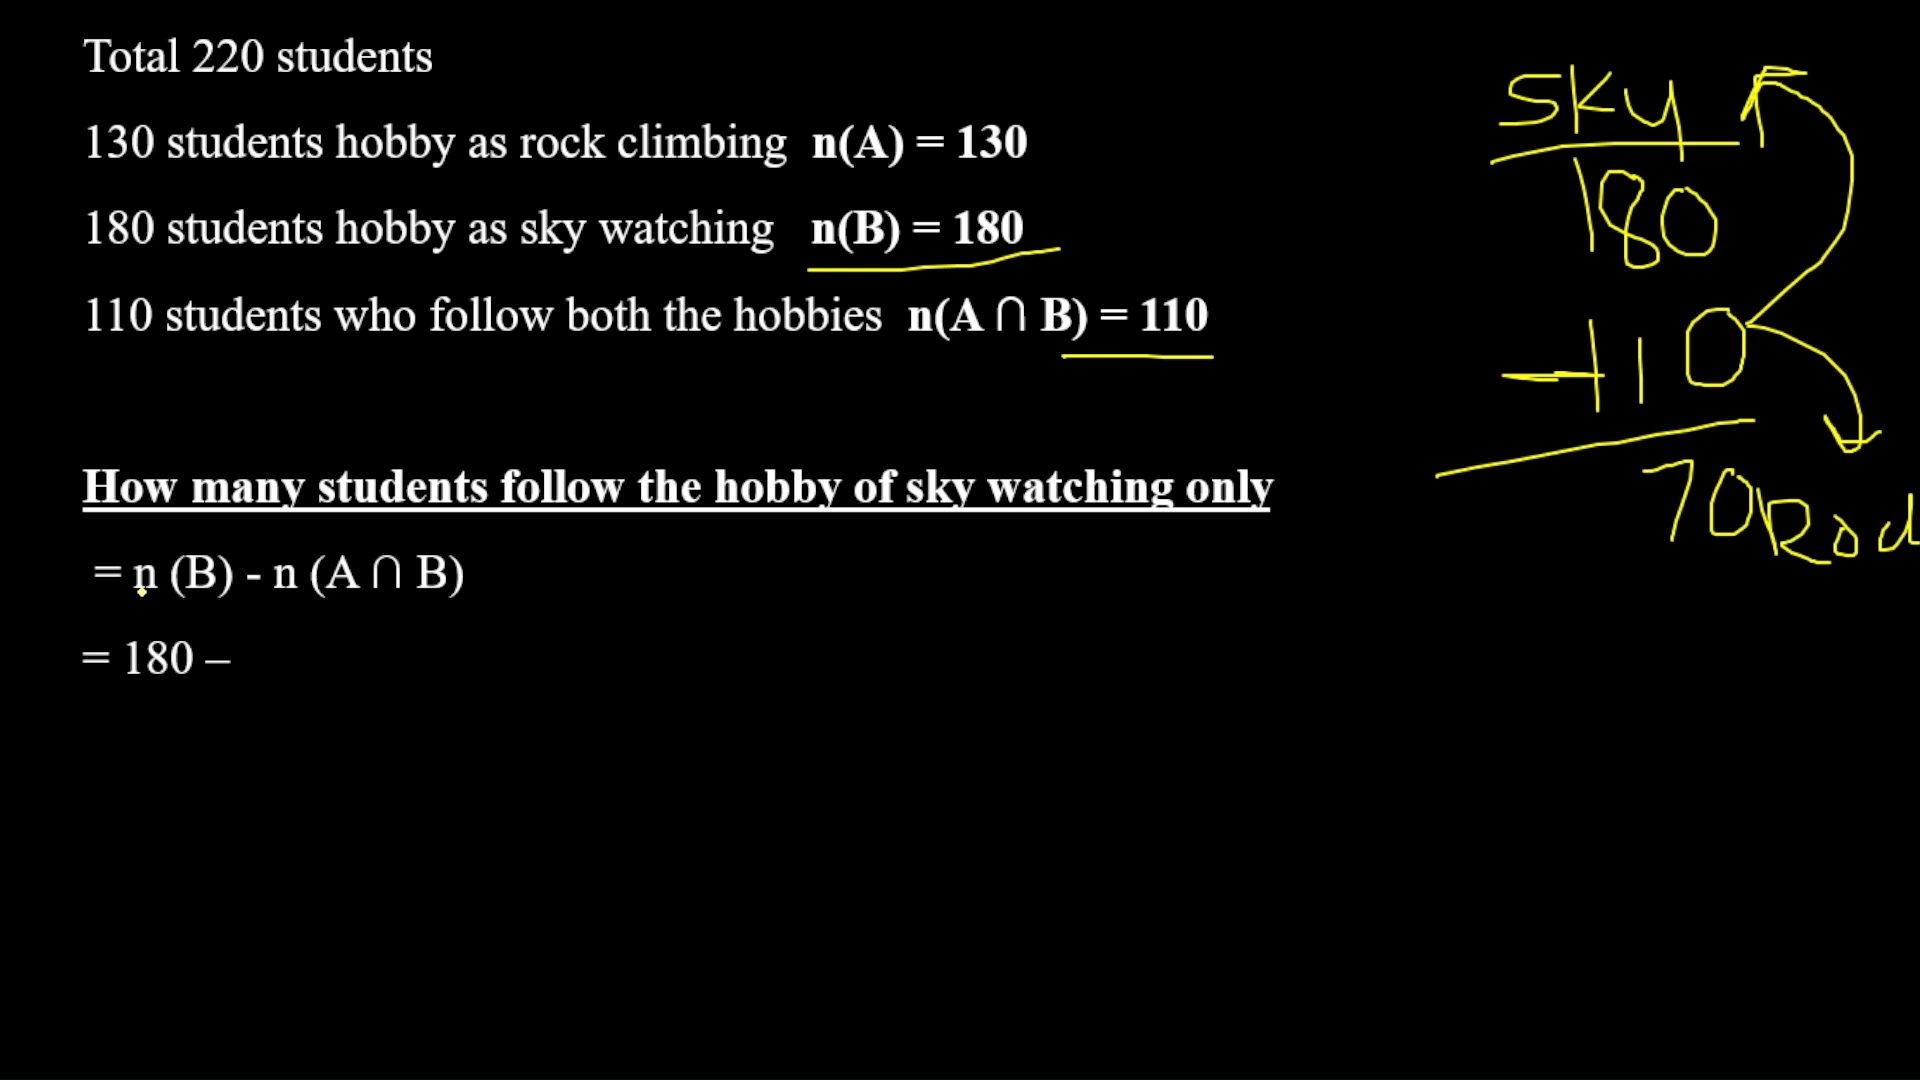 Total 220 students
130 students hobby as rock climbing n(A) = 130
180 students hobby as sky watching n(B) = 180
110 students who follow both the hobbies n(A ∩ B) = 110
How many students follow the hobby of sky watching only
= n (B) - n (A ∩ B)
= 180 –
sky
180
-110
70